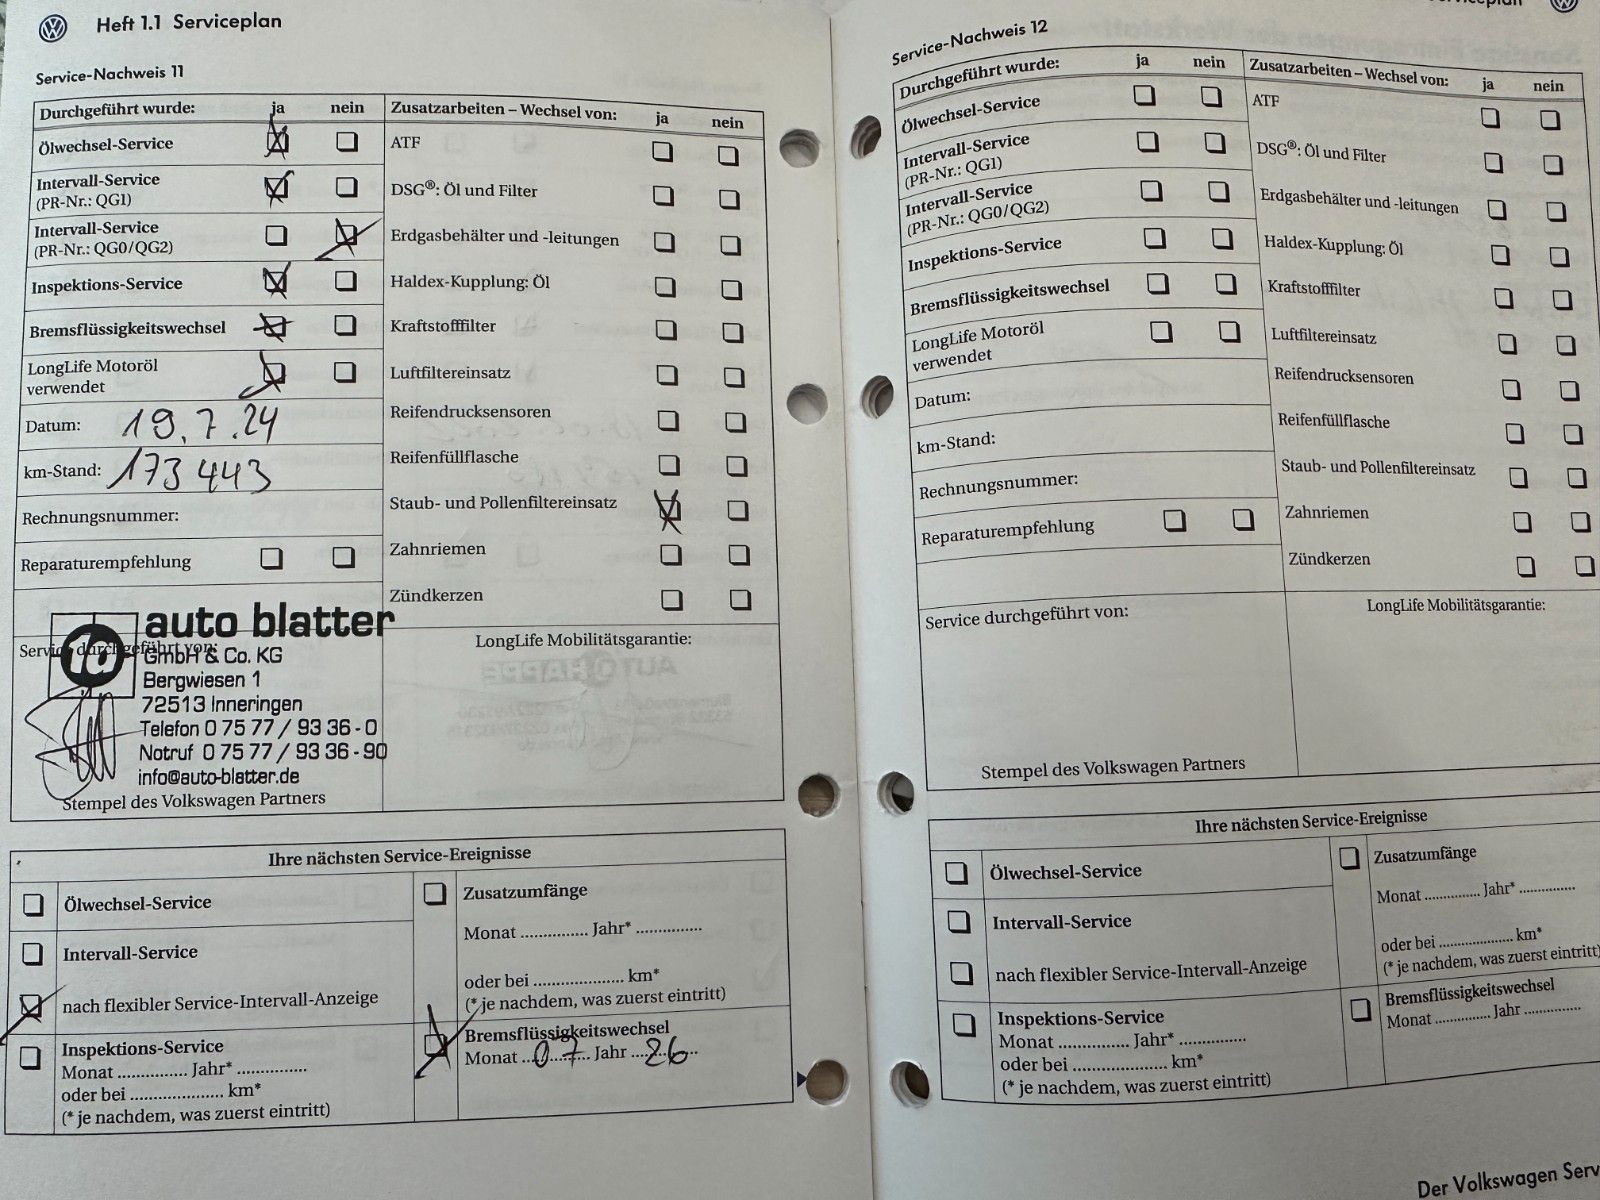 Heft 1.1 Serviceplan
Service-Nachweis 11
Durchgeführt wurde: ja nein
Ölwechsel-Service
Intervall-Service
(PR-Nr.: QG1)
Intervall-Service
(PR-Nr.: QG0/QG2)
Inspektions-Service
Bremsflüssigkeitswechsel
LongLife Motoröl
verwendet
Datum: 19.7.24
km-Stand: 173443
Rechnungsnummer:
Reparaturempfehlung
Zusatzarbeiten – Wechsel von: ja nein
ATF
DSG®: Öl und Filter
Erdgasbehälter und -leitungen
Haldex-Kupplung: Öl
Kraftstofffilter
Luftfiltereinsatz
Reifendrucksensoren
Reifenfüllflasche
Staub- und Pollenfiltereinsatz
Zahnriemen
Zündkerzen
Service durchgeführt von:
auto blatter
GmbH & Co. KG
Bergwiesen 1
72513 Inneringen
Telefon 0 75 77 / 93 36 - 0
Notruf 0 75 77 / 93 36 - 90
info@auto-blatter.de
Stempel des Volkswagen Partners
LongLife Mobilitätsgarantie:
Ihre nächsten Service-Ereignisse
Ölwechsel-Service
Intervall-Service
nach flexibler Service-Intervall-Anzeige
Inspektions-Service
Monat ............... Jahr* ...............
oder bei ..................... km*
(* je nachdem, was zuerst eintritt)
Zusatzumfänge
Monat ............... Jahr* ...............
oder bei ..................... km*
(* je nachdem, was zuerst eintritt)
Bremsflüssigkeitswechsel
Monat 07 Jahr 26
Service-Nachweis 12
Durchgeführt wurde: ja nein
Ölwechsel-Service
Intervall-Service
(PR-Nr.: QG1)
Intervall-Service
(PR-Nr.: QG0/QG2)
Inspektions-Service
Bremsflüssigkeitswechsel
LongLife Motoröl
verwendet
Datum:
km-Stand:
Rechnungsnummer:
Reparaturempfehlung
Zusatzarbeiten – Wechsel von: ja nein
ATF
DSG®: Öl und Filter
Erdgasbehälter und -leitungen
Haldex-Kupplung: Öl
Kraftstofffilter
Luftfiltereinsatz
Reifendrucksensoren
Reifenfüllflasche
Staub- und Pollenfiltereinsatz
Zahnriemen
Zündkerzen
Service durchgeführt von:
Stempel des Volkswagen Partners
LongLife Mobilitätsgarantie:
Ihre nächsten Service-Ereignisse
Ölwechsel-Service
Intervall-Service
nach flexibler Service-Intervall-Anzeige
Inspektions-Service
Monat ............... Jahr* ...............
oder bei ..................... km*
(* je nachdem, was zuerst eintritt)
Zusatzumfänge
Monat ............... Jahr* ...............
oder bei ..................... km*
(* je nachdem, was zuerst eintritt)
Bremsflüssigkeitswechsel
Monat ............... Jahr ...............
Der Volkswagen Serv